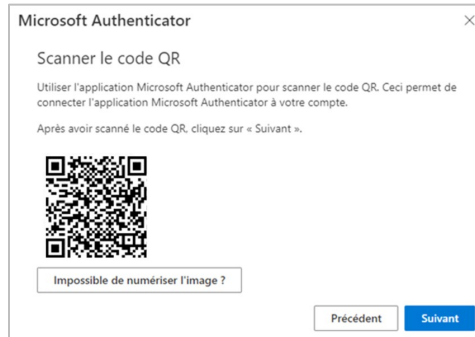 Microsoft Authenticator
Scanner le code QR
Utiliser l'application Microsoft Authenticator pour scanner le code QR. Ceci permet de
connecter l'application Microsoft Authenticator à votre compte.
Après avoir scanné le code QR, cliquez sur « Suivant ».
Impossible de numériser l'image ?
Précédent
Suivant